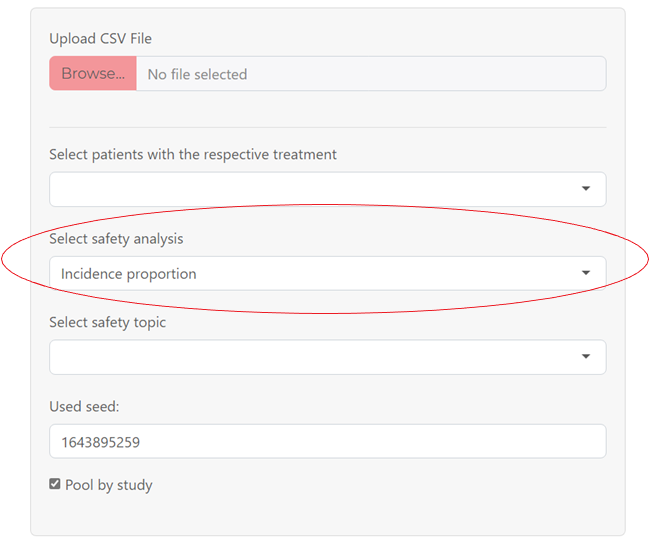 Upload CSV File
Browse... No file selected
Select patients with the respective treatment
Select safety analysis
Incidence proportion
Select safety topic
Used seed:
1643895259
Pool by study